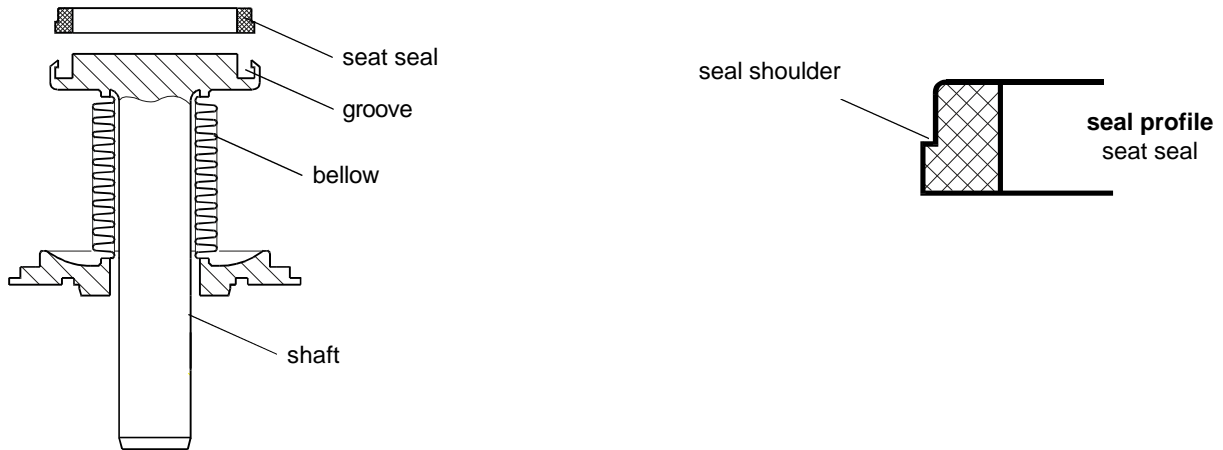 seat seal
groove
bellow
shaft
seal shoulder
seal profile
seat seal